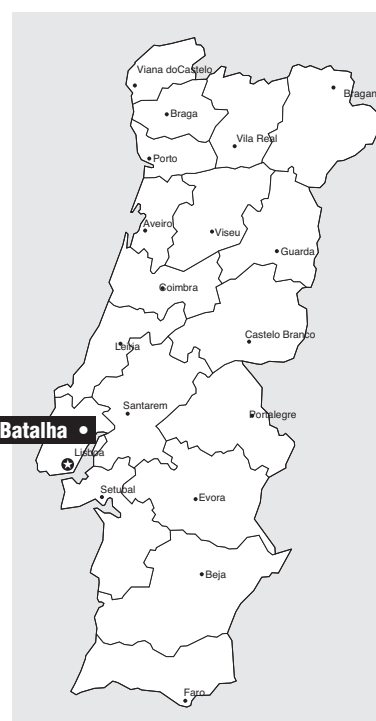 Viana doCastelo
Bragan
Braga
Vila Real
Porto
Aveiro
Viseu
Guarda
Coimbra
Castelo Branco
Leiria
Santarem
Portalegre
Batalha
Lisboa
Setubal
Evora
Beja
Faro